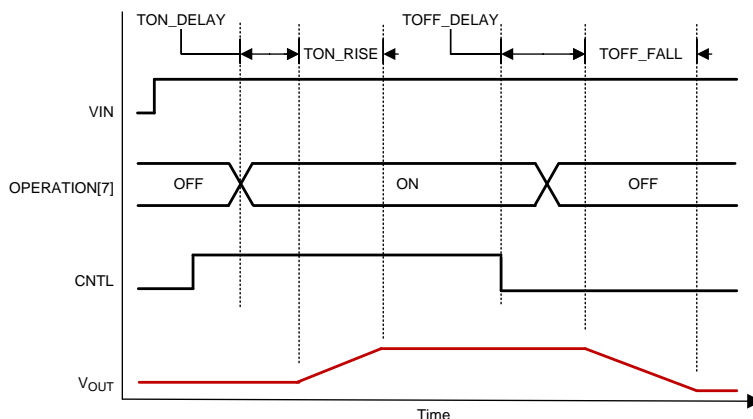 TON_DELAY
TOFF_DELAY
TON_RISE
TOFF_FALL
VIN
OPERATION[7]
OFF
ON
OFF
CNTL
VOUT
Time